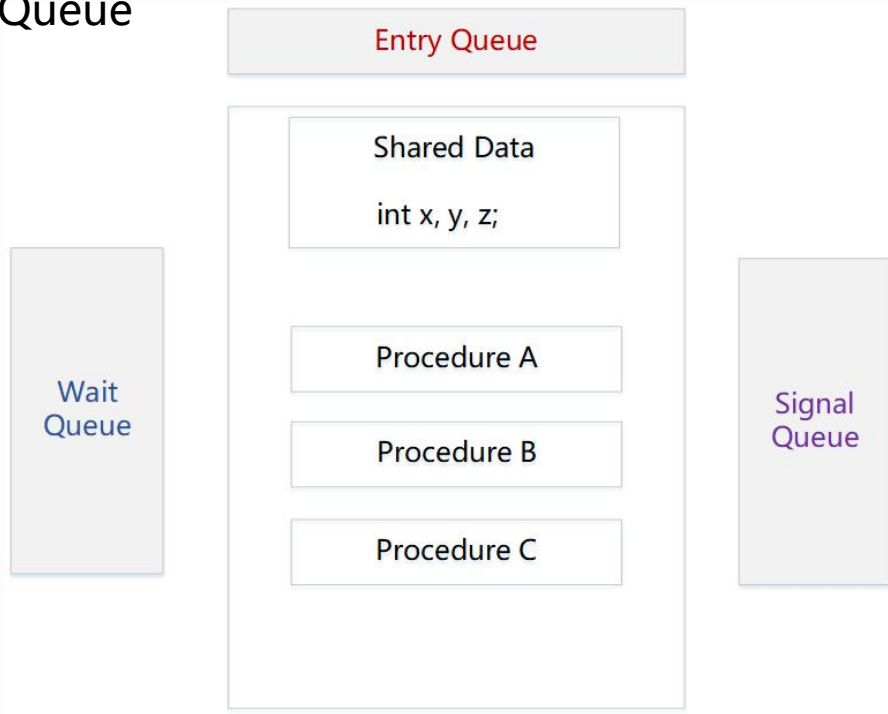 Queue
Entry Queue
Shared Data
int x, y, z;
Procedure A
Wait
Queue
Procedure B
Signal
Queue
Procedure C